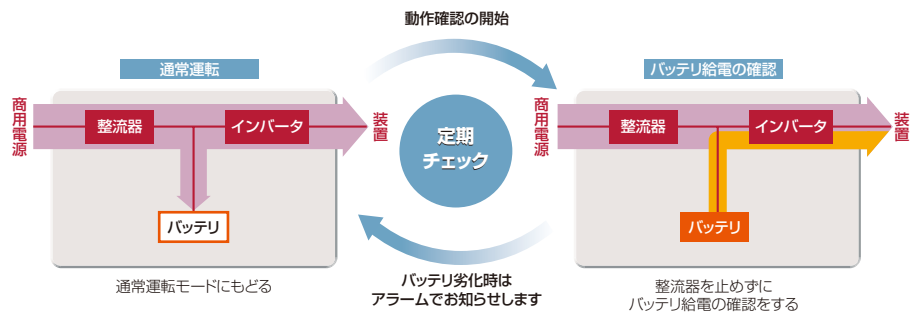 動作確認の開始
通常運転
商用電源
整流器
インバータ
装置
バッテリ
通常運転モードにもどる
定期
チェック
バッテリ給電の確認
商用電源
整流器
インバータ
装置
バッテリ
整流器を止めずに
バッテリ給電の確認をする
バッテリ劣化時は
アラームでお知らせします